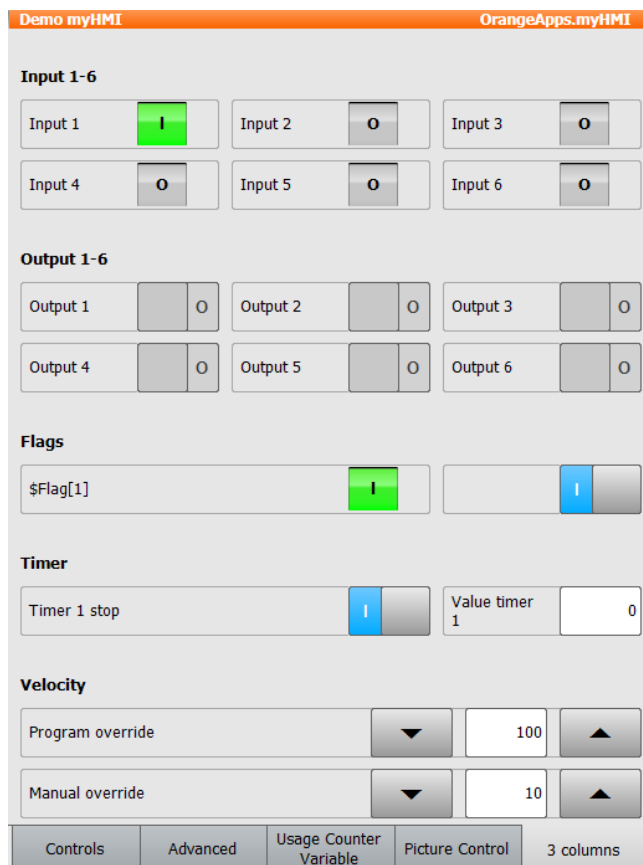 Demo myHMI OrangeApps.myHMI
Input 1-6
Input 1 I Input 2 O Input 3 O
Input 4 O Input 5 O Input 6 O
Output 1-6
Output 1 O Output 2 O Output 3 O
Output 4 O Output 5 O Output 6 O
Flags
$Flag[1] I I
Timer
Timer 1 stop I Value timer
1 0
Velocity
Program override 100
Manual override 10
Controls Advanced Usage Counter
Variable Picture Control 3 columns